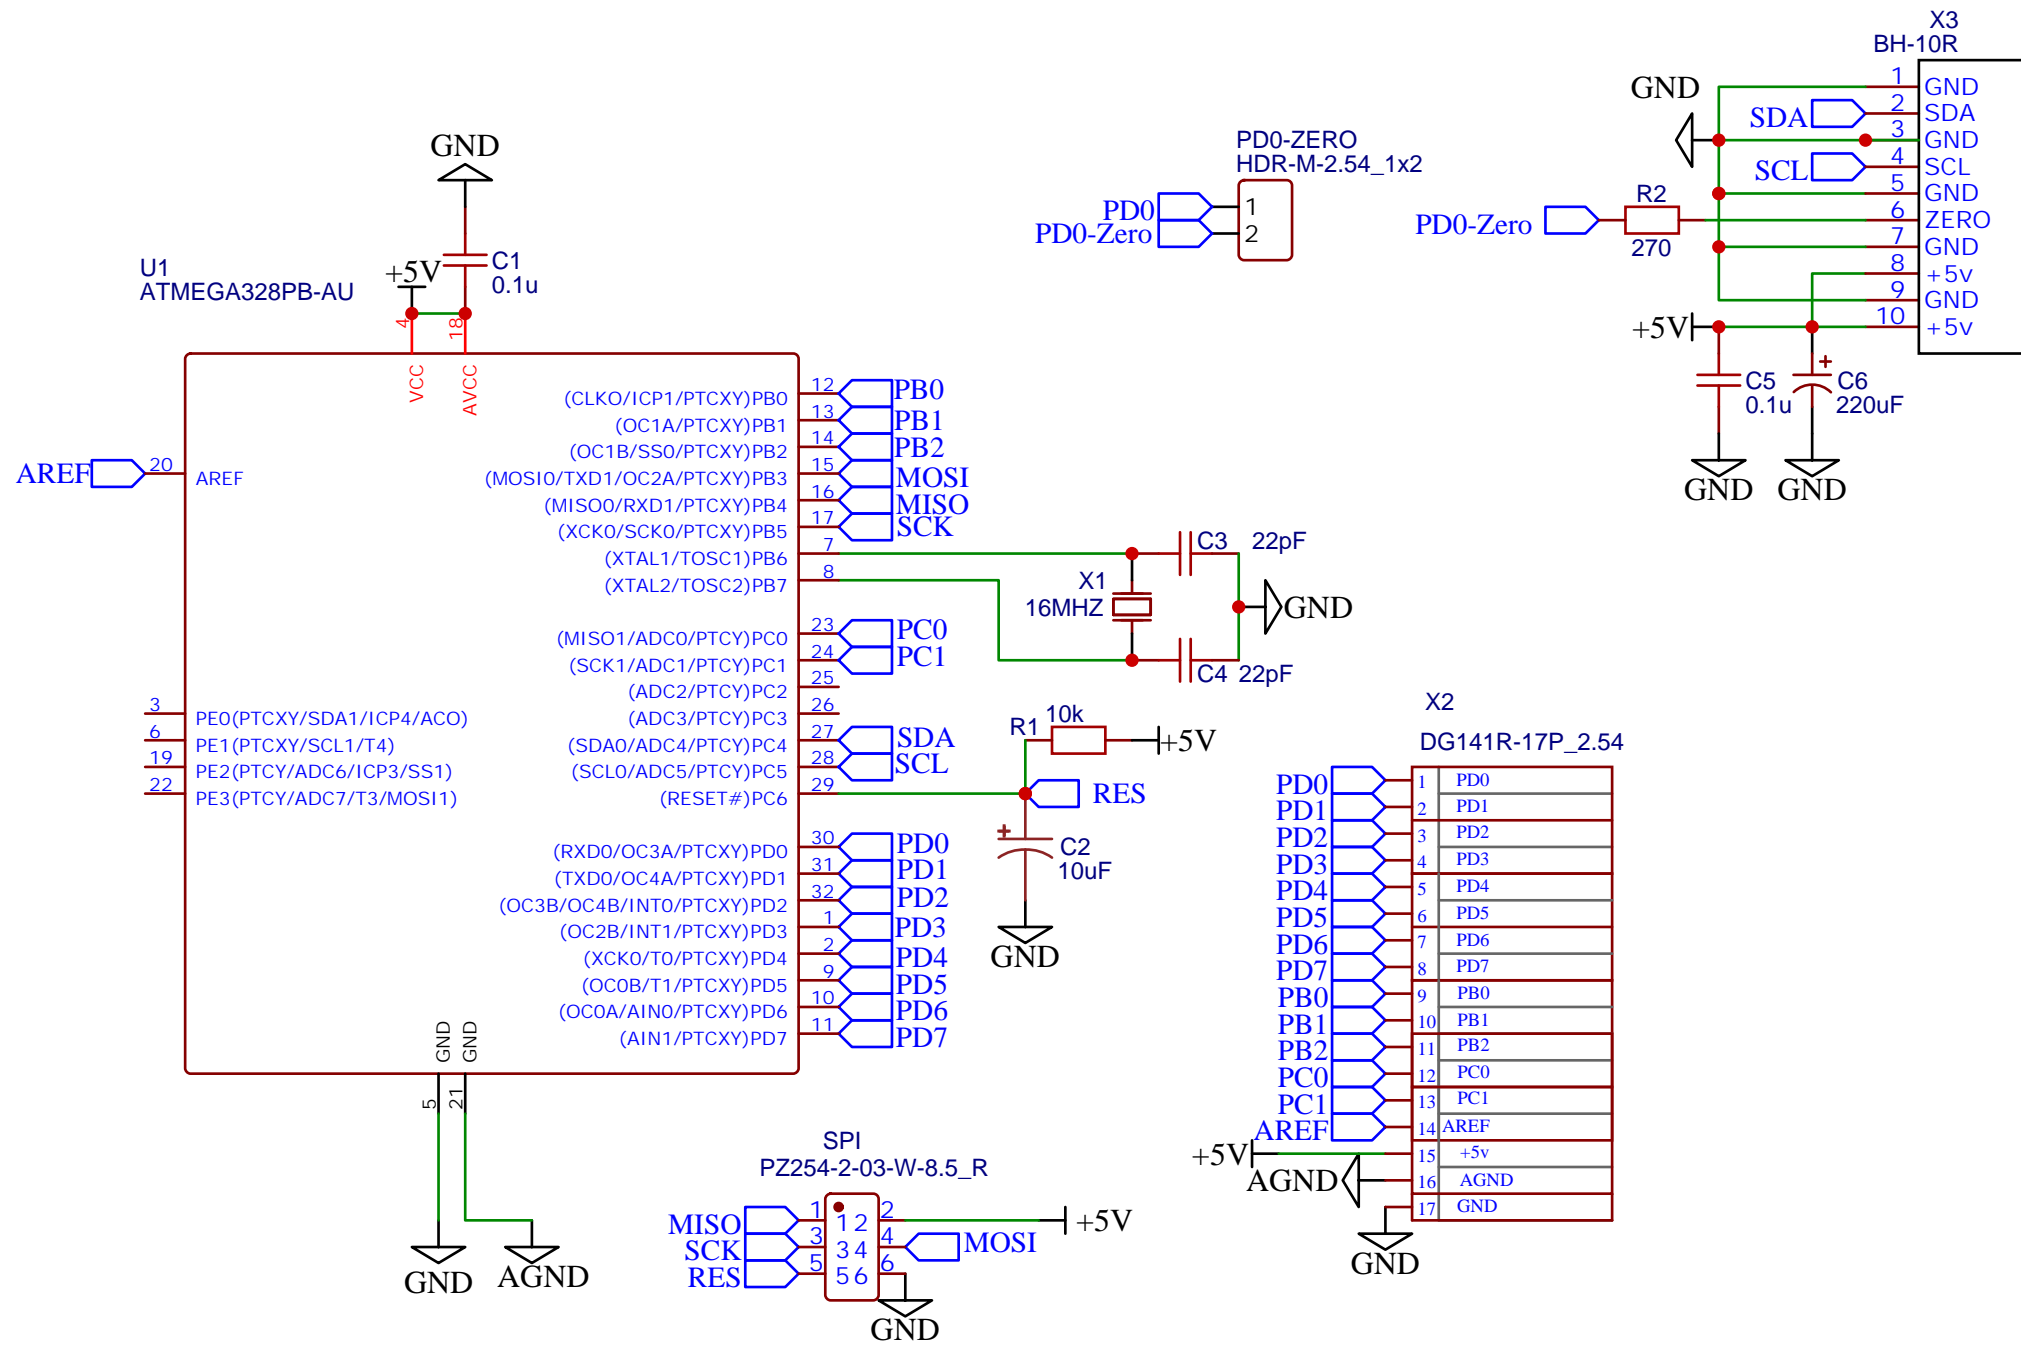 X3
BH-10R
GND
1 GND
SDA 2 SDA
3 GND
SCL 4 SCL
5 GND
PD0-Zero
R2
270
6 ZERO
7 GND
8 +5v
9 GND
+5V
10 +5v
C5
0.1u
C6
220uF
+
GND
GND
PD0-ZERO
HDR-M-2.54_1x2
PD0 1
PD0-Zero 2
GND
C1
0.1u
+5V
U1
ATMEGA328PB-AU
4 VCC
18 AVCC
AREF 20 AREF
3 PE0(PTCXY/SDA1/ICP4/ACO)
6 PE1(PTCXY/SCL1/T4)
19 PE2(PTCY/ADC6/ICP3/SS1)
22 PE3(PTCY/ADC7/T3/MOSI1)
(CLKO/ICP1/PTCXY)PB0 12 PB0
(OC1A/PTCXY)PB1 13 PB1
(OC1B/SS0/PTCXY)PB2 14 PB2
(MOSI0/TXD1/OC2A/PTCXY)PB3 15 MOSI
(MISO0/RXD1/PTCXY)PB4 16 MISO
(XCK0/SCK0/PTCXY)PB5 17 SCK
(XTAL1/TOSC1)PB6 7
(XTAL2/TOSC2)PB7 8
(MISO1/ADC0/PTCY)PC0 23 PC0
(SCK1/ADC1/PTCY)PC1 24 PC1
(ADC2/PTCY)PC2 25
(ADC3/PTCY)PC3 26
(SDA0/ADC4/PTCY)PC4 27 SDA
(SCL0/ADC5/PTCY)PC5 28 SCL
(RESET#)PC6 29
(RXD0/OC3A/PTCXY)PD0 30 PD0
(TXD0/OC4A/PTCXY)PD1 31 PD1
(OC3B/OC4B/INT0/PTCXY)PD2 32 PD2
(OC2B/INT1/PTCXY)PD3 1 PD3
(XCK0/T0/PTCXY)PD4 2 PD4
(OC0B/T1/PTCXY)PD5 9 PD5
(OC0A/AIN0/PTCXY)PD6 10 PD6
(AIN1/PTCXY)PD7 11 PD7
GND 5
GND 21
GND
AGND
C3 22pF
X1
16MHZ
GND
C4 22pF
R1 10k
+5V
RES
+
C2
10uF
GND
X2
DG141R-17P_2.54
PD0 1 PD0
PD1 2 PD1
PD2 3 PD2
PD3 4 PD3
PD4 5 PD4
PD5 6 PD5
PD6 7 PD6
PD7 8 PD7
PB0 9 PB0
PB1 10 PB1
PB2 11 PB2
PC0 12 PC0
PC1 13 PC1
AREF 14 AREF
+5V 15 +5v
AGND 16 AGND
17 GND
GND
SPI
PZ254-2-03-W-8.5_R
MISO 1 1 2 2 +5V
SCK 3 3 4 4 MOSI
RES 5 5 6 6
GND